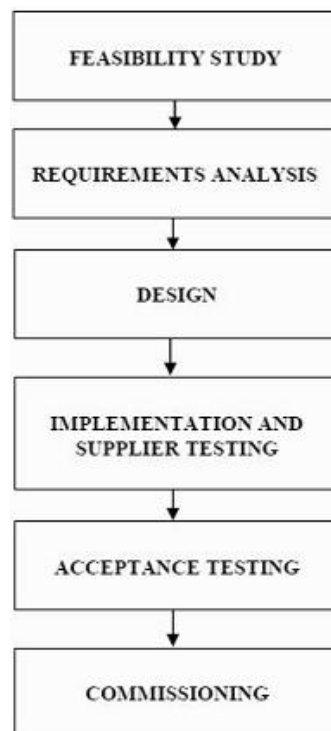 FEASIBILITY STUDY
REQUIREMENTS ANALYSIS
DESIGN
IMPLEMENTATION AND
SUPPLIER TESTING
ACCEPTANCE TESTING
COMMISSIONING